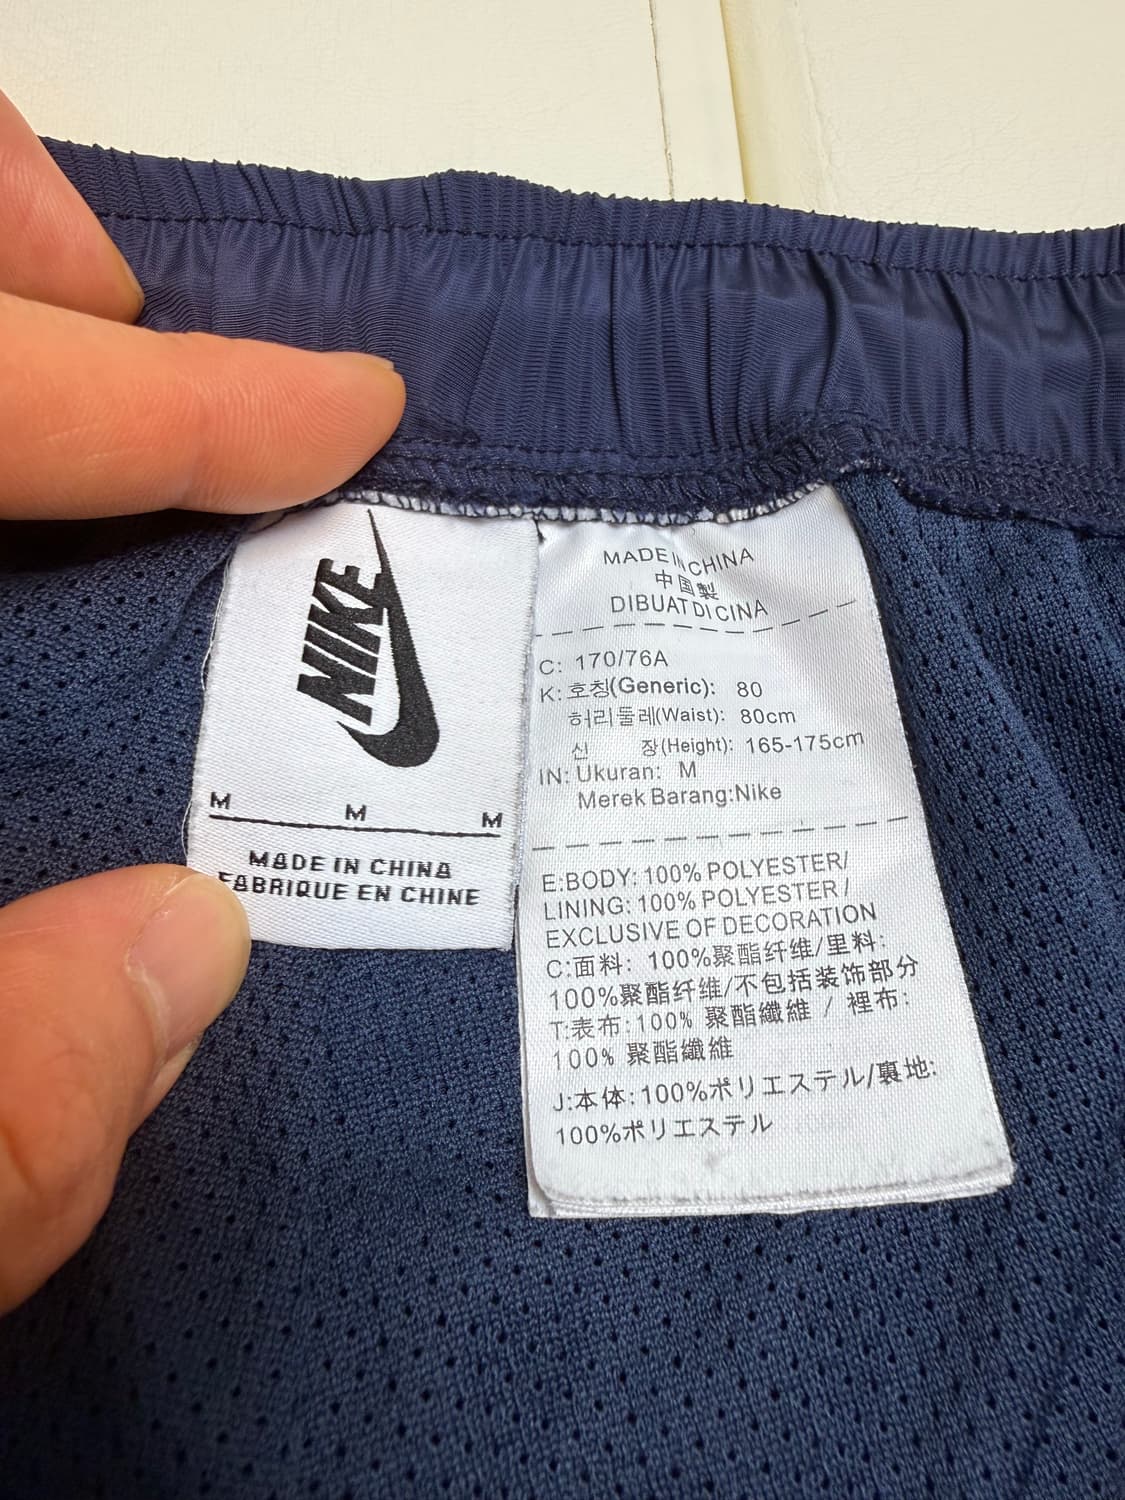 NIKE
M M M
MADE IN CHINA
FABRIQUE EN CHINE
MADE IN CHINA
中国製
DIBUAT DI CINA
C: 170/76A
K: 호칭(Generic): 80
허리둘레(Waist): 80cm
신 장(Height): 165-175cm
IN: Ukuran: M
Merek Barang:Nike
E:BODY: 100% POLYESTER/
LINING: 100% POLYESTER /
EXCLUSIVE OF DECORATION
C:面料: 100%聚酯纤维/里料:
100%聚酯纤维/不包括装饰部分
T:表布:100% 聚酯纖維 / 裡布:
100% 聚酯纖維
J:本体:100%ポリエステル/裏地:
100%ポリエステル